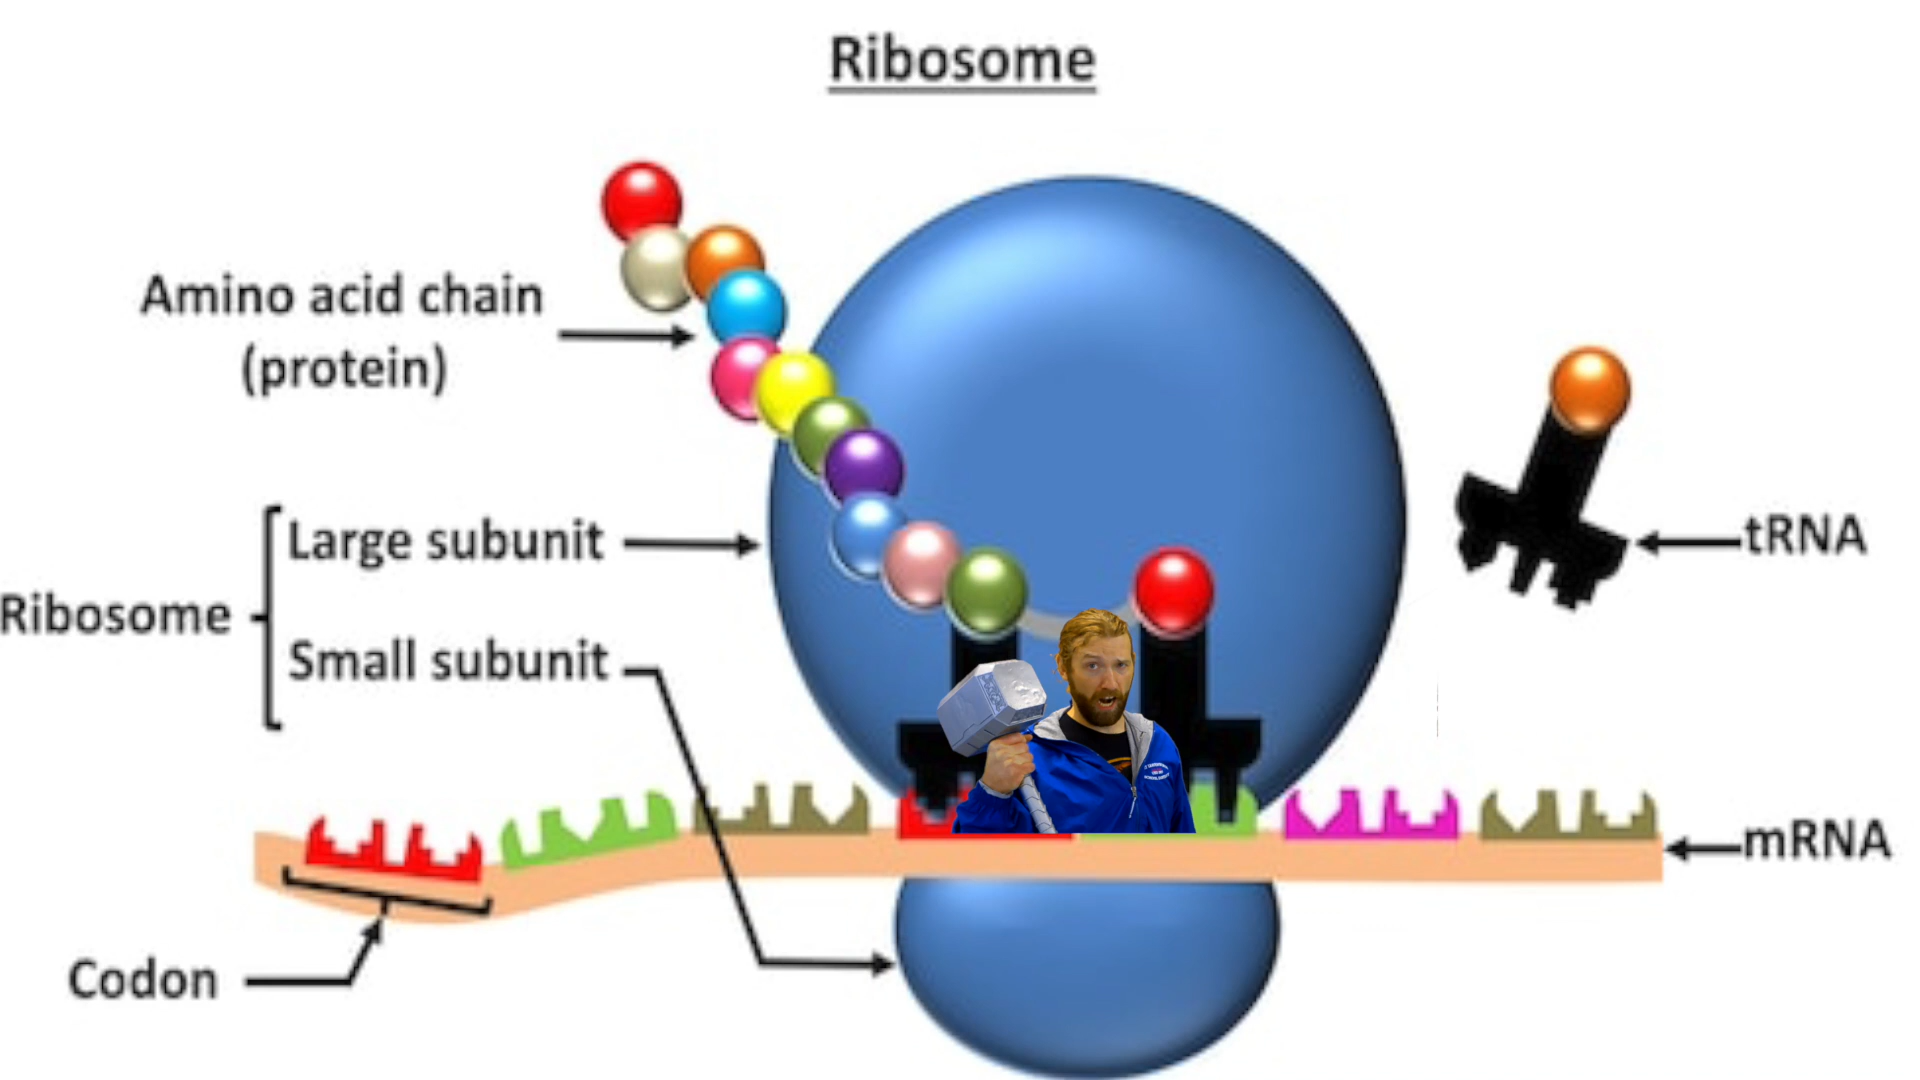 Ribosome
Amino acid chain
(protein)
Large subunit
Ribosome
Small subunit
tRNA
mRNA
Codon